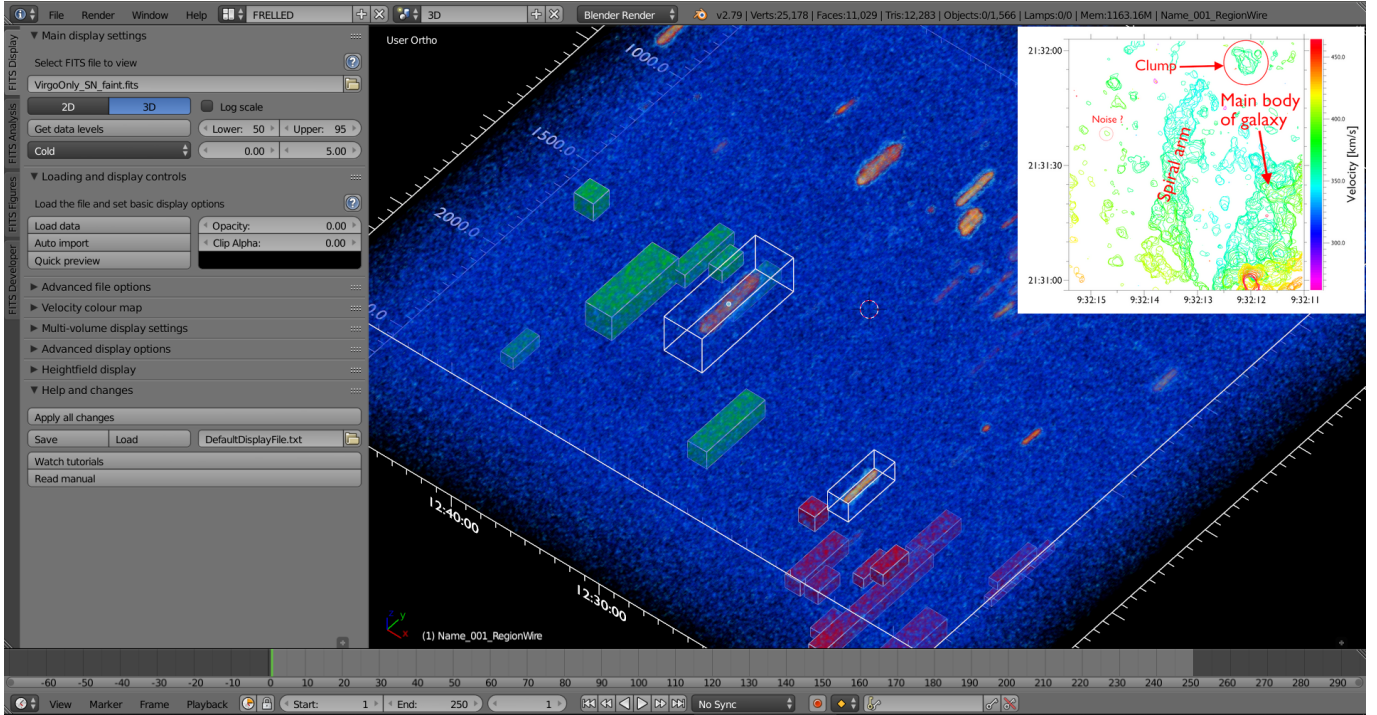 File Render Window Help FRELLED 3D Blender Render v2.79 | Verts:25,178 | Faces:11,029 | Tris:12,283 | Objects:0/1,566 | Lamps:0/0 | Mem:1163.16M | Name_001_RegionWire
FITS Display
FITS Analysis
FITS Figures
FITS Developer
Main display settings
Select FITS file to view
VirgoOnly_SN_faint.fits
2D 3D Log scale
Get data levels Lower: 50 Upper: 95
Cold 0.00 5.00
Loading and display controls
Load the file and set basic display options
Load data Opacity: 0.00
Auto import Clip Alpha: 0.00
Quick preview
Advanced file options
Velocity colour map
Multi-volume display settings
Advanced display options
Heightfield display
Help and changes
Apply all changes
Save Load DefaultDisplayFile.txt
Watch tutorials
Read manual
User Ortho
1000.0
1500.0
2000.0
0.0
12:40:00
12:30:00
z
y
x
(1) Name_001_RegionWire
21:32:00
21:31:30
21:31:00
Clump
Noise ?
Main body
of galaxy
Spiral arm
9:32:15 9:32:14 9:32:13 9:32:12 9:32:11
450.0
400.0
350.0
300.0
Velocity [km/s]
-60 -50 -40 -30 -20 -10 0 10 20 30 40 50 60 70 80 90 100 110 120 130 140 150 160 170 180 190 200 210 220 230 240 250 260 270 280 290
View Marker Frame Playback Start: 1 End: 250 1 No Sync